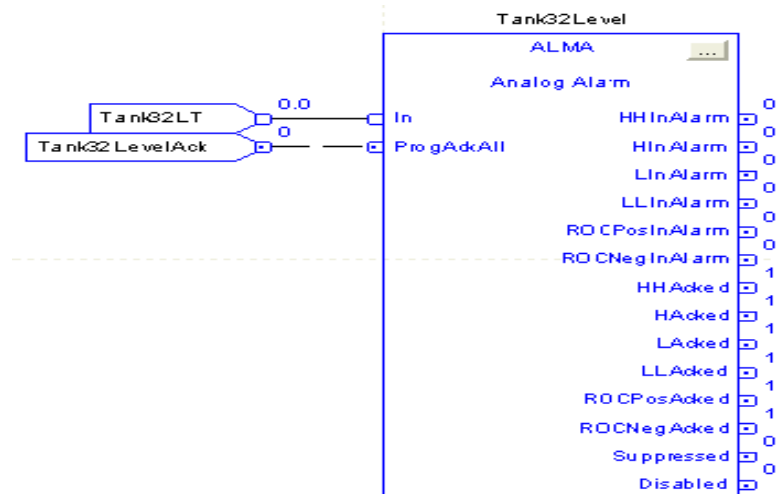 Tank32Level
ALMA ...
Analog Alarm
0.0
0
Tank32LT In HHInAlarm
0
0
Tank32LevelAck ProgAckAll HInAlarm
0
LInAlarm
0
LLInAlarm
0
ROCPosInAlarm
0
ROCNegInAlarm
1
HHAcked
1
HAcked
1
LAcked
1
LLAcked
1
ROCPosAcked
1
ROCNegAcked
0
Suppressed
0
Disabled